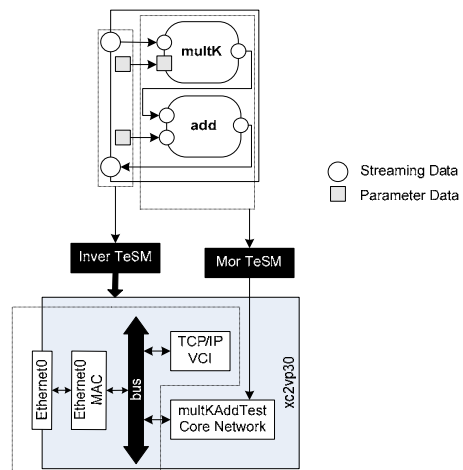 multK
add
Streaming Data
Parameter Data
Inver TeSM
Mor TeSM
Ethernet0
Ethernet0
MAC
bus
TCP/IP
VCI
multKAddTest
Core Network
xc2vp30